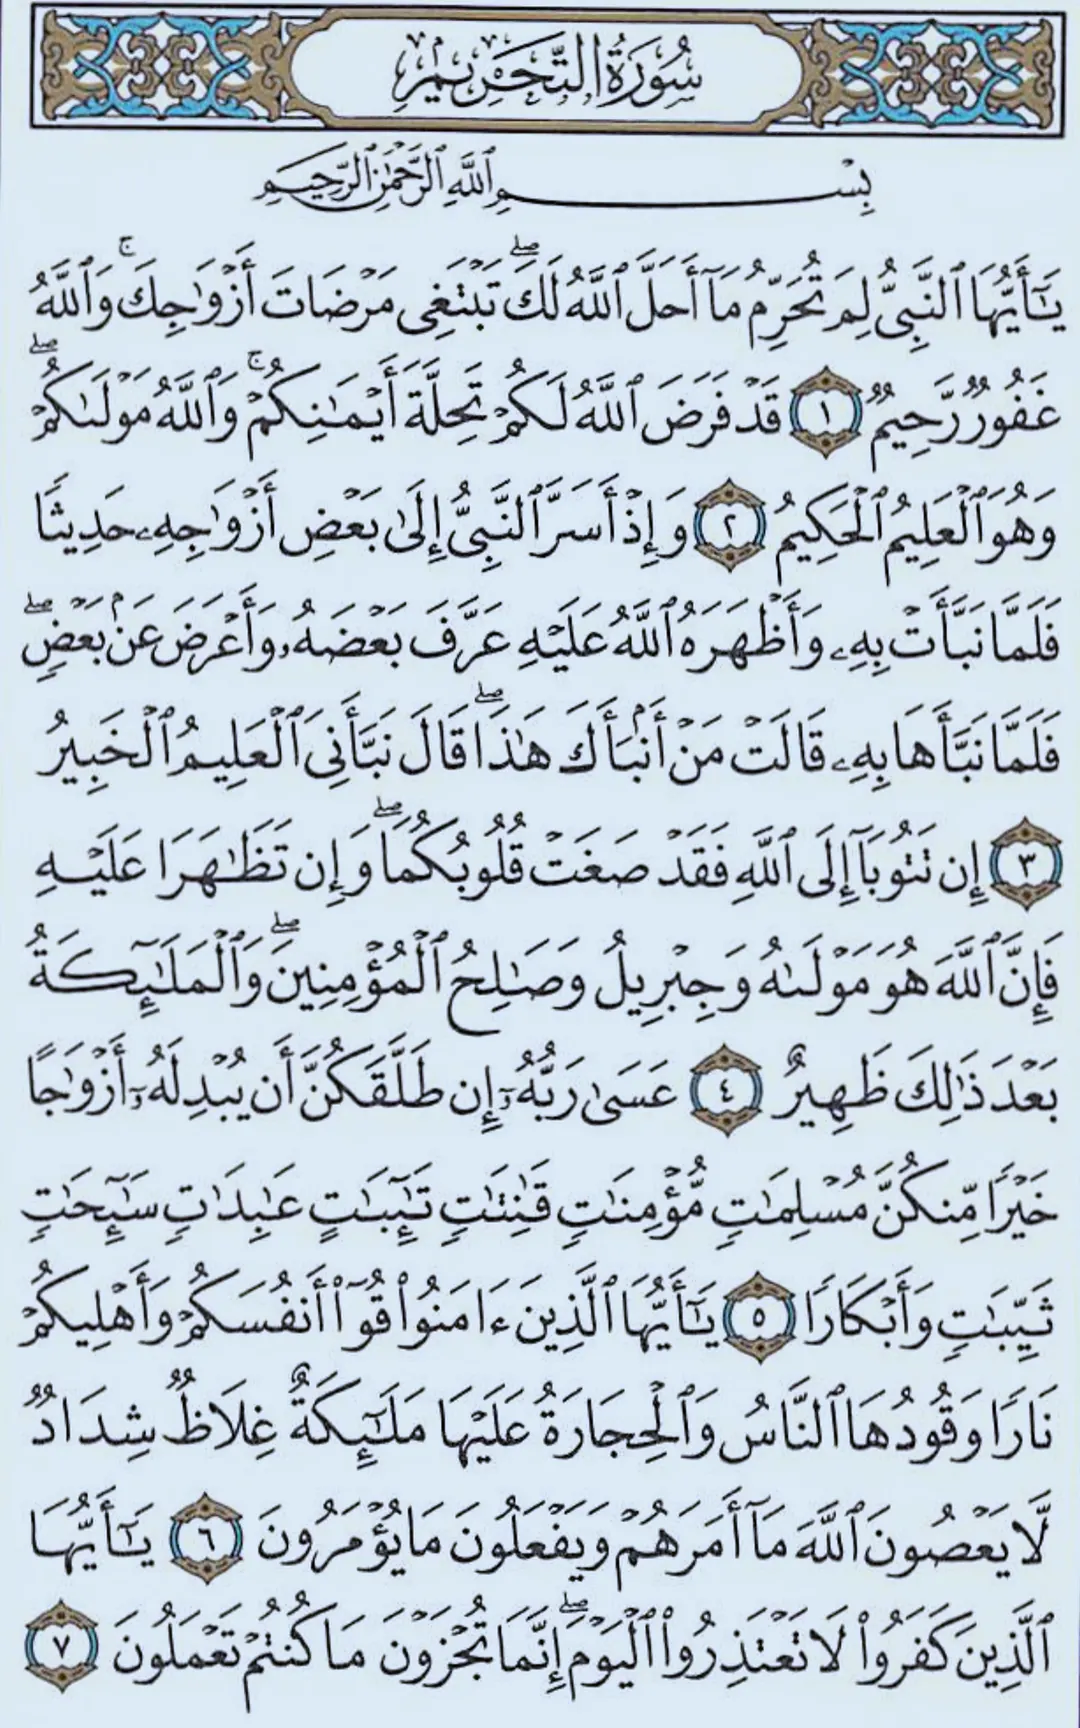 سُورَةُ التَّحۡرِيمِ
بِسۡمِ ٱللَّهِ ٱلرَّحۡمَٰنِ ٱلرَّحِيمِ
يَٰٓأَيُّهَا ٱلنَّبِيُّ لِمَ تُحَرِّمُ مَآ أَحَلَّ ٱللَّهُ لَكَۖ تَبۡتَغِي مَرۡضَاتَ أَزۡوَٰجِكَۚ وَٱللَّهُ
غَفُورٞ رَّحِيمٞ ١ قَدۡ فَرَضَ ٱللَّهُ لَكُمۡ تَحِلَّةَ أَيۡمَٰنِكُمۡۚ وَٱللَّهُ مَوۡلَىٰكُمۡۖ
وَهُوَ ٱلۡعَلِيمُ ٱلۡحَكِيمُ ٢ وَإِذۡ أَسَرَّ ٱلنَّبِيُّ إِلَىٰ بَعۡضِ أَزۡوَٰجِهِۦ حَدِيثٗا
فَلَمَّا نَبَّأَتۡ بِهِۦ وَأَظۡهَرَهُ ٱللَّهُ عَلَيۡهِ عَرَّفَ بَعۡضَهُۥ وَأَعۡرَضَ عَنۢ بَعۡضٖۖ
فَلَمَّا نَبَّأَهَا بِهِۦ قَالَتۡ مَنۡ أَنۢبَأَكَ هَٰذَاۖ قَالَ نَبَّأَنِيَ ٱلۡعَلِيمُ ٱلۡخَبِيرُ
٣ إِن تَتُوبَآ إِلَى ٱللَّهِ فَقَدۡ صَغَتۡ قُلُوبُكُمَاۖ وَإِن تَظَٰهَرَا عَلَيۡهِ
فَإِنَّ ٱللَّهَ هُوَ مَوۡلَىٰهُ وَجِبۡرِيلُ وَصَٰلِحُ ٱلۡمُؤۡمِنِينَۖ وَٱلۡمَلَٰٓئِكَةُ
بَعۡدَ ذَٰلِكَ ظَهِيرٌ ٤ عَسَىٰ رَبُّهُۥٓ إِن طَلَّقَكُنَّ أَن يُبۡدِلَهُۥٓ أَزۡوَٰجًا
خَيۡرٗا مِّنكُنَّ مُسۡلِمَٰتٖ مُّؤۡمِنَٰتٖ قَٰنِتَٰتٖ تَٰٓئِبَٰتٍ عَٰبِدَٰتٖ سَٰٓئِحَٰتٖ
ثَيِّبَٰتٖ وَأَبۡكَارٗا ٥ يَٰٓأَيُّهَا ٱلَّذِينَ ءَامَنُواْ قُوٓاْ أَنفُسَكُمۡ وَأَهۡلِيكُمۡ
نَارٗا وَقُودُهَا ٱلنَّاسُ وَٱلۡحِجَارَةُ عَلَيۡهَا مَلَٰٓئِكَةٌ غِلَاظٞ شِدَادٞ
لَّا يَعۡصُونَ ٱللَّهَ مَآ أَمَرَهُمۡ وَيَفۡعَلُونَ مَا يُؤۡمَرُونَ ٦ يَٰٓأَيُّهَا
ٱلَّذِينَ كَفَرُواْ لَا تَعۡتَذِرُواْ ٱلۡيَوۡمَۖ إِنَّمَا تُجۡزَوۡنَ مَا كُنتُمۡ تَعۡمَلُونَ ٧